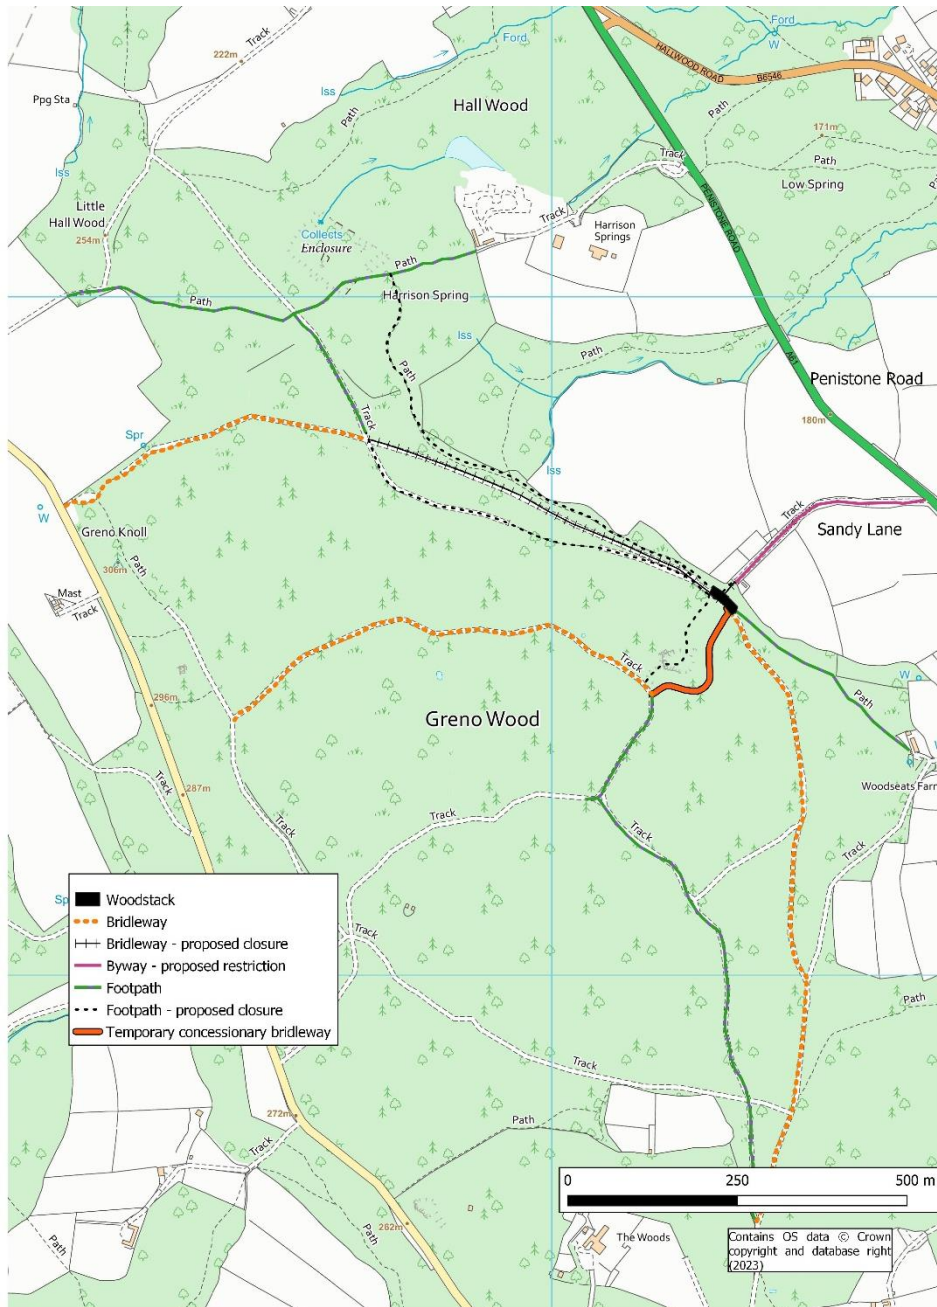 Track
Ford
W
HALLWOOD ROAD
B6546
222m
Iss
Ppg Sta
Path
Hall Wood
171m
Path
Path
Iss
Track
Low Spring
Path
Little
Hall Wood
254m
Collects
Enclosure
Track
Harrison
Springs
PENISTONE ROAD
Path
Path
Harrison Spring
Iss
Path
A61
Path
Penistone Road
180m
Track
Spr
Iss
W
Greno Knoll
306m
Path
Track
Sandy Lane
Mast
Track
Track
W
296m
Greno Wood
Path
287m
Track
Woodseats Farm
Track
Track
Track
Sp
Woodstack
Bridleway
Bridleway - proposed closure
Byway - proposed restriction
Footpath
Footpath - proposed closure
Temporary concessionary bridleway
Track
Path
Track
272m
Path
Track
0 250 500 m
262m
The Woods
Path
Path
Contains OS data © Crown
copyright and database right
(2023)